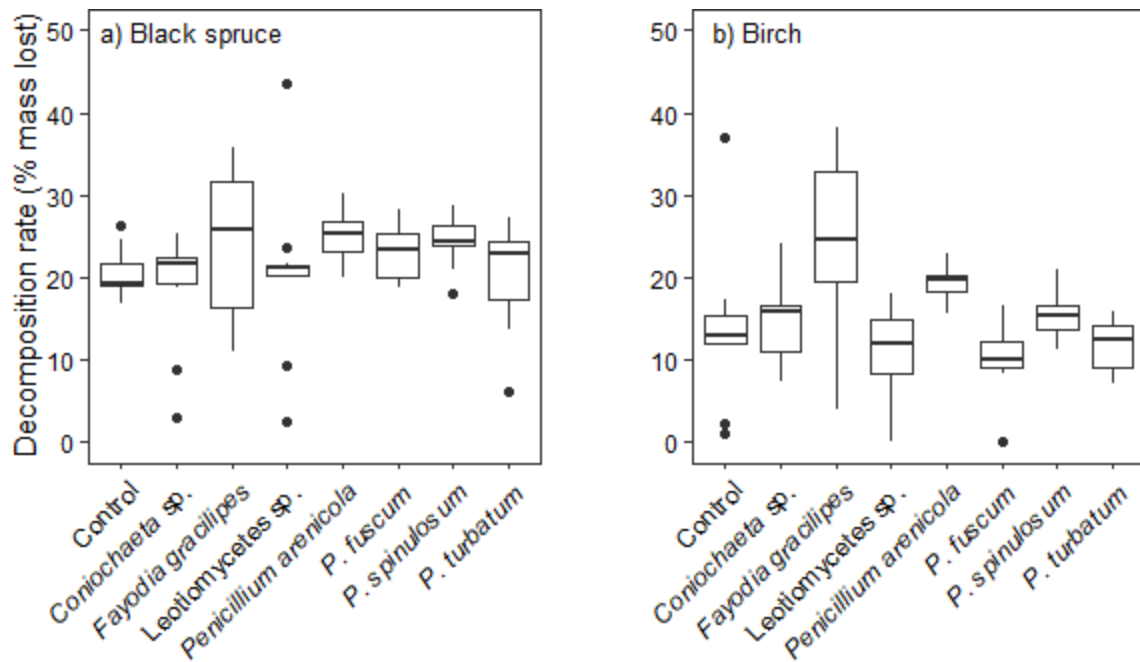 Decomposition rate (% mass lost)
a) Black spruce
50
40
30
20
10
0
Control
Coniochaeta sp.
Fayodia gracilipes
Leotiomycetes sp.
Penicillium arenicola
P. fuscum
P. spinulosum
P. turbatum
b) Birch
50
40
30
20
10
0
Control
Coniochaeta sp.
Fayodia gracilipes
Leotiomycetes sp.
Penicillium arenicola
P. fuscum
P. spinulosum
P. turbatum